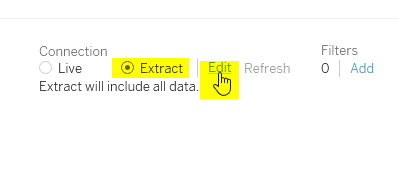 Connection
Filters
Live Extract Edit Refresh 0 Add
Extract will include all data.